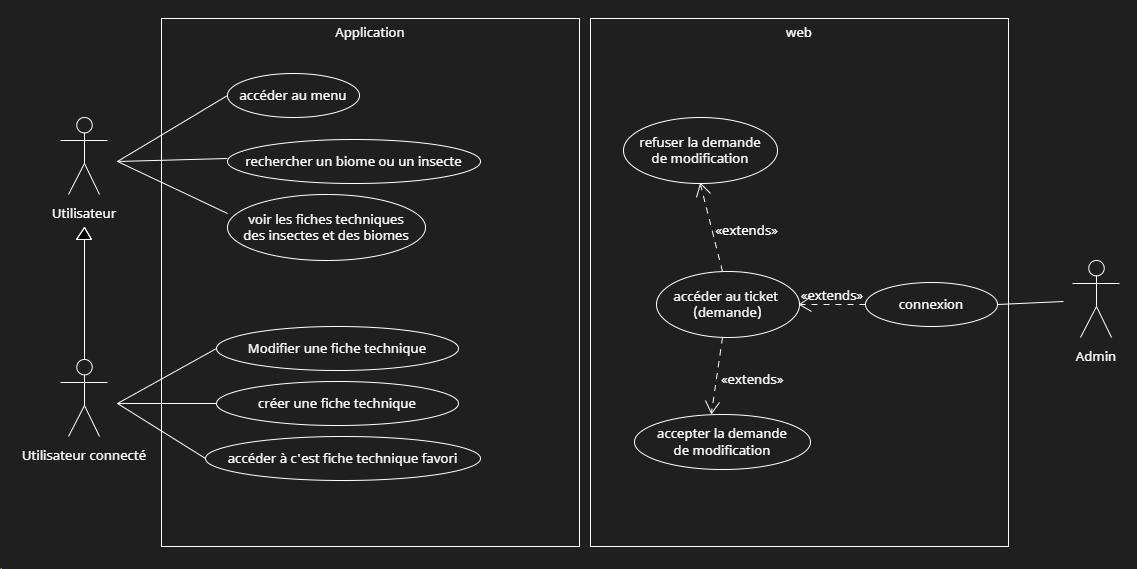 Application
accéder au menu
rechercher un biome ou un insecte
voir les fiches techniques
des insectes et des biomes
Utilisateur
Modifier une fiche technique
créer une fiche technique
accéder à c'est fiche technique favori
Utilisateur connecté
web
refuser la demande
de modification
«extends»
accéder au ticket
(demande)
«extends»
connexion
«extends»
accepter la demande
de modification
Admin